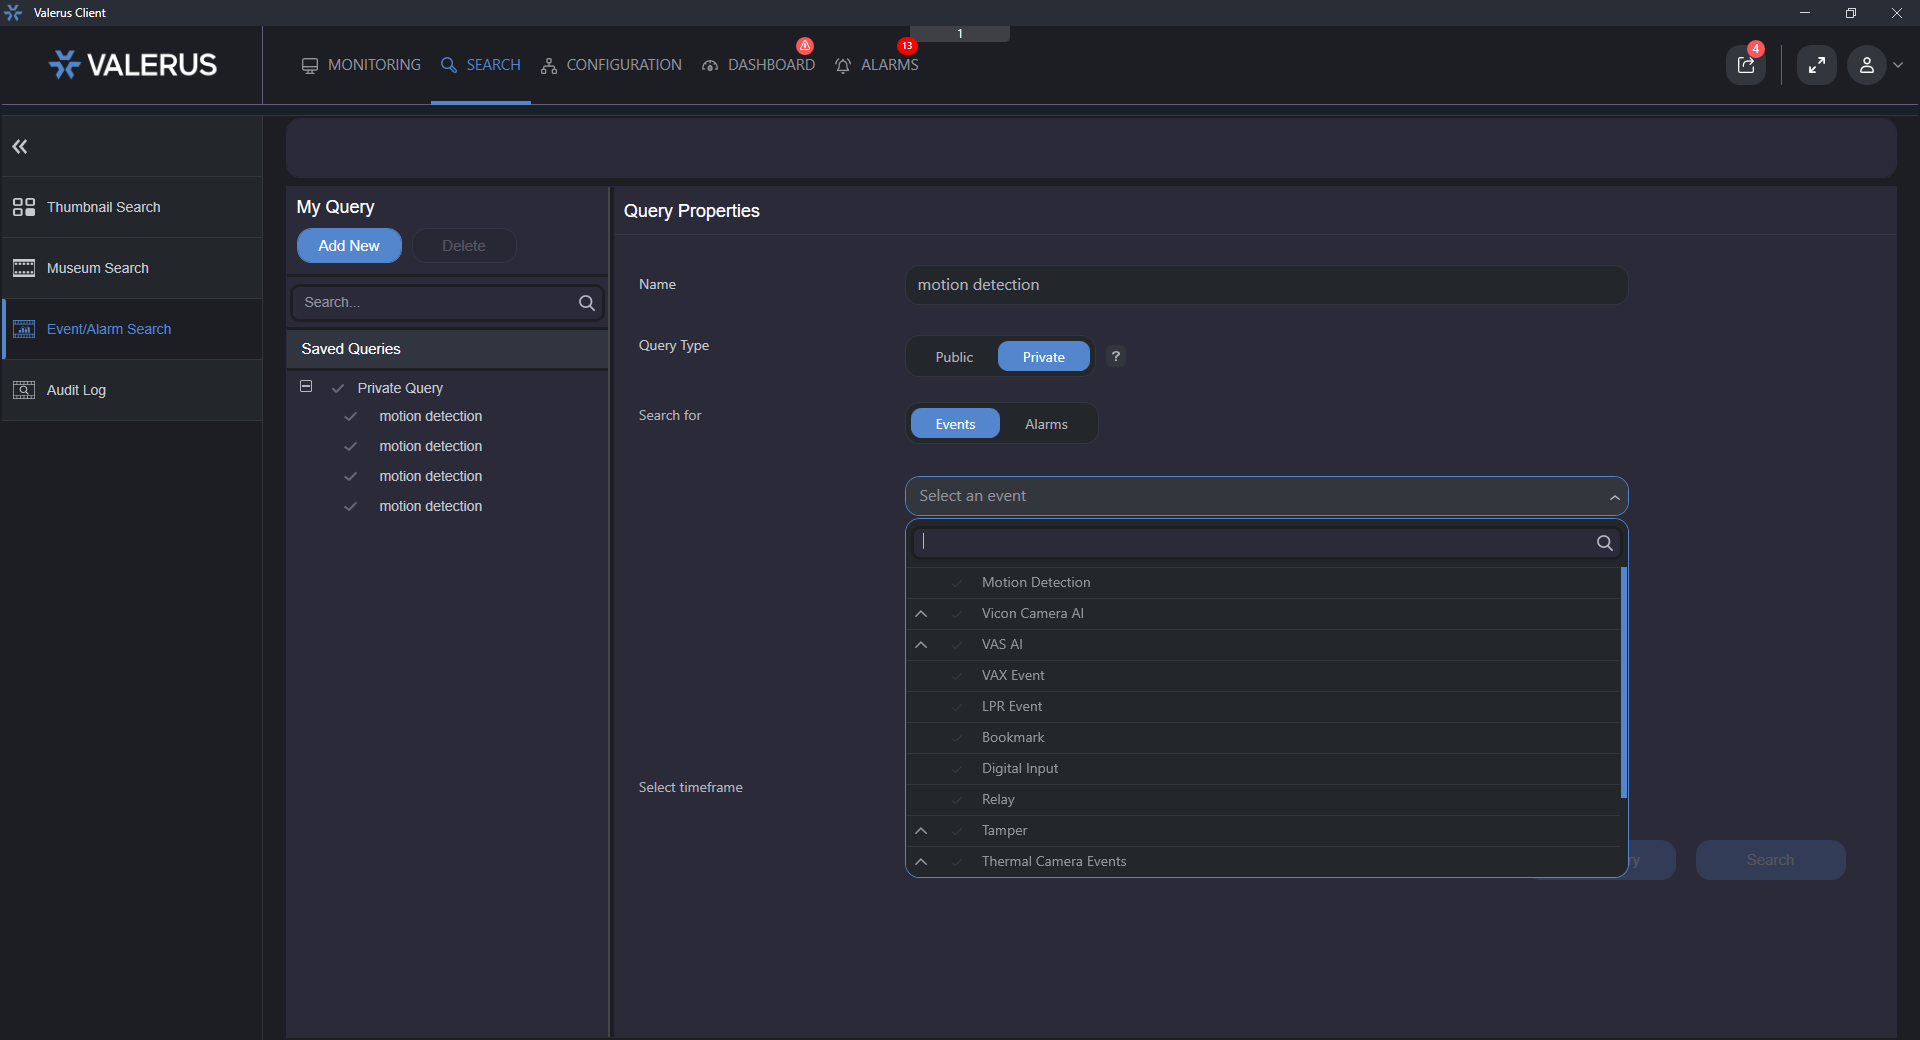 Valerus Client
1
VALERUS
MONITORING
SEARCH
CONFIGURATION
DASHBOARD
13
ALARMS
4
Thumbnail Search
Museum Search
Event/Alarm Search
Audit Log
My Query
Add New
Delete
Search...
Saved Queries
Private Query
motion detection
motion detection
motion detection
motion detection
Query Properties
Name
motion detection
Query Type
Public
Private
?
Search for
Events
Alarms
Select an event
Motion Detection
Vicon Camera AI
VAS AI
VAX Event
LPR Event
Bookmark
Digital Input
Relay
Tamper
Thermal Camera Events
Select timeframe
Search